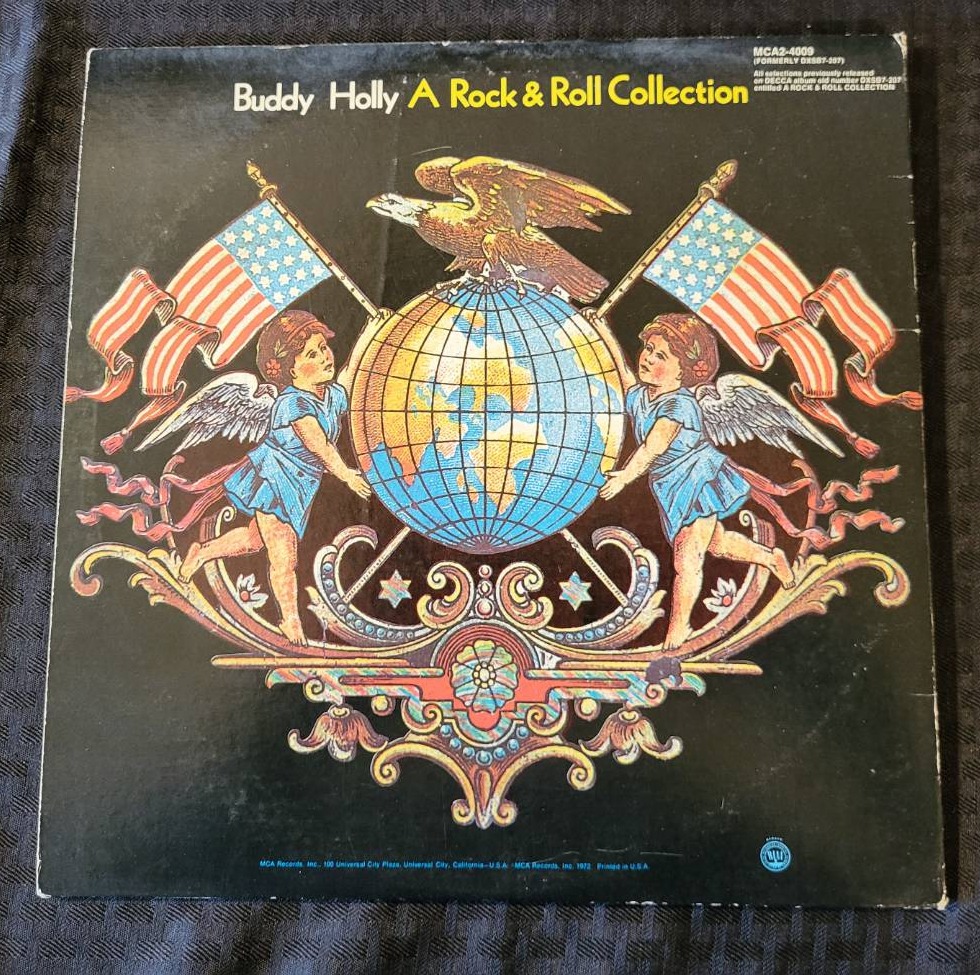 MCA2-4009
(FORMERLY DXSB7-207)
All selections previously released
on DECCA album old number DXSB7-207
entitled A ROCK & ROLL COLLECTION
Buddy Holly A Rock & Roll Collection
MCA Records, Inc., 100 Universal City Plaza, Universal City, California—U.S.A. MCA Records, Inc. 1972 Printed in U.S.A.